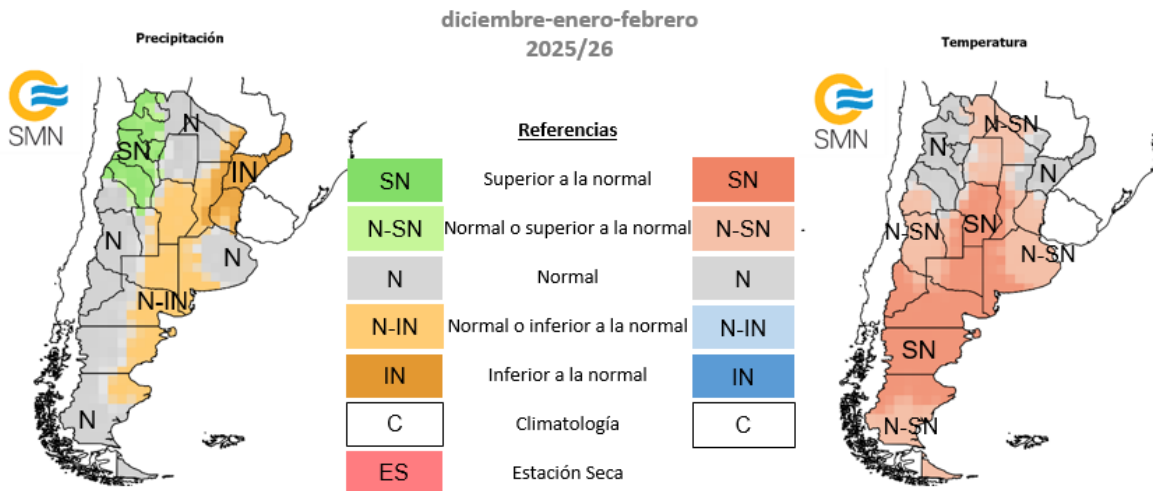 diciembre-enero-febrero
2025/26
Precipitación
SMN
N
SN
IN
N
N
N-IN
N
Referencias
SN Superior a la normal SN
N-SN Normal o superior a la normal N-SN
N Normal N
N-IN Normal o inferior a la normal N-IN
IN Inferior a la normal IN
C Climatología C
ES Estación Seca
Temperatura
SMN
N-SN
N
N
SN
N-SN
N-SN
SN
N-SN